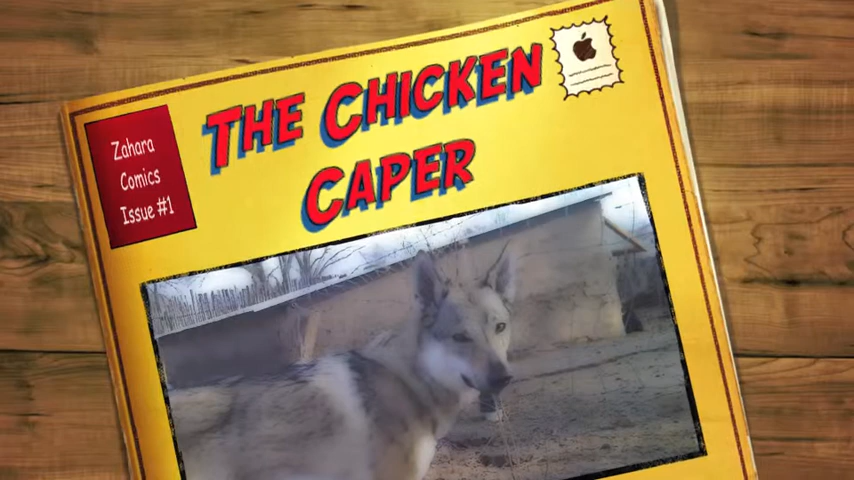 The Chicken
Caper
Zahara
Comics
Issue #1